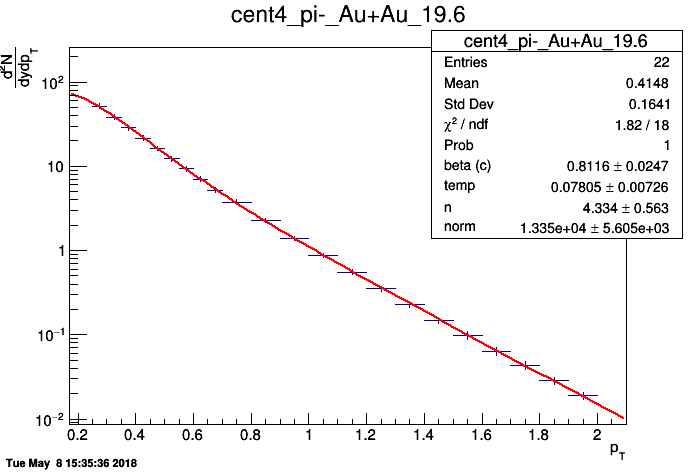 cent4_pi-_Au+Au_19.6
d²N
dydp_T
cent4_pi-_Au+Au_19.6
Entries 22
Mean 0.4148
Std Dev 0.1641
χ² / ndf 1.82 / 18
Prob 1
beta (c) 0.8116 ± 0.0247
temp 0.07805 ± 0.00726
n 4.334 ± 0.563
norm 1.335e+04 ± 5.605e+03
10²
10
1
10⁻¹
10⁻²
0.2 0.4 0.6 0.8 1 1.2 1.4 1.6 1.8 2
p_T
Tue May 8 15:35:36 2018